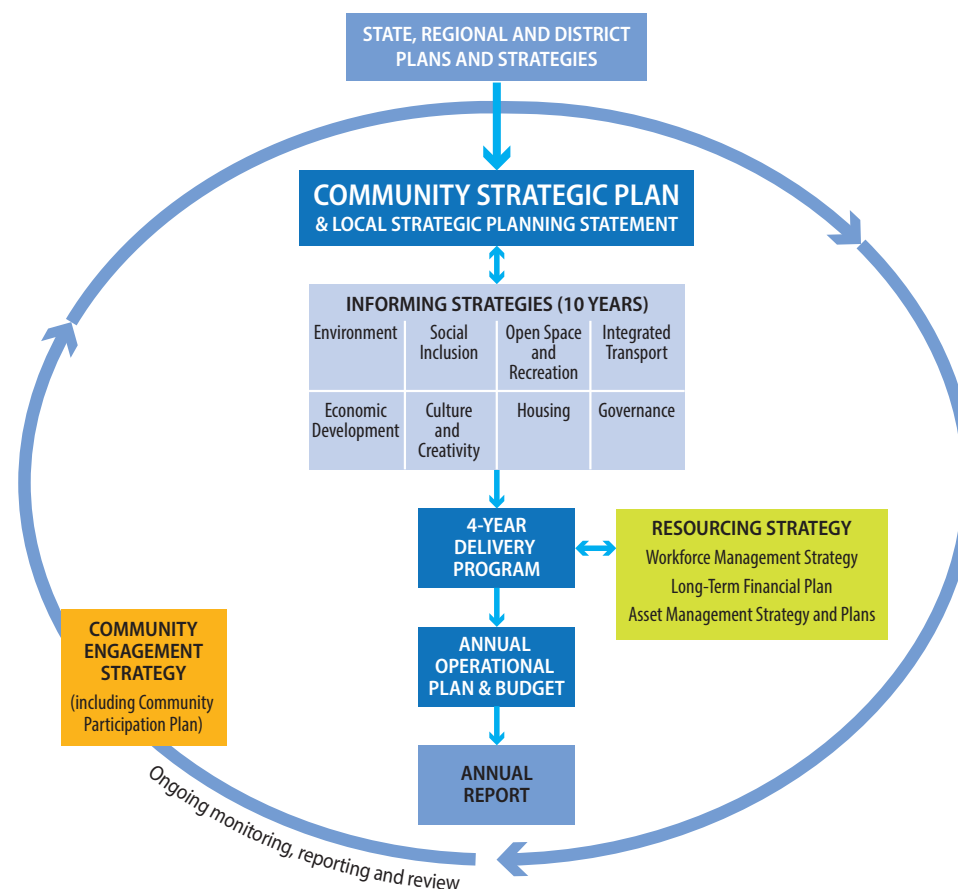 STATE, REGIONAL AND DISTRICT
PLANS AND STRATEGIES
COMMUNITY STRATEGIC PLAN
& LOCAL STRATEGIC PLANNING STATEMENT
INFORMING STRATEGIES (10 YEARS)
Environment
Social
Inclusion
Open Space
and
Recreation
Integrated
Transport
Economic
Development
Culture
and
Creativity
Housing
Governance
4-YEAR
DELIVERY
PROGRAM
RESOURCING STRATEGY
Workforce Management Strategy
Long-Term Financial Plan
Asset Management Strategy and Plans
COMMUNITY
ENGAGEMENT
STRATEGY
(including Community
Participation Plan)
ANNUAL
OPERATIONAL
PLAN & BUDGET
ANNUAL
REPORT
Ongoing monitoring, reporting and review